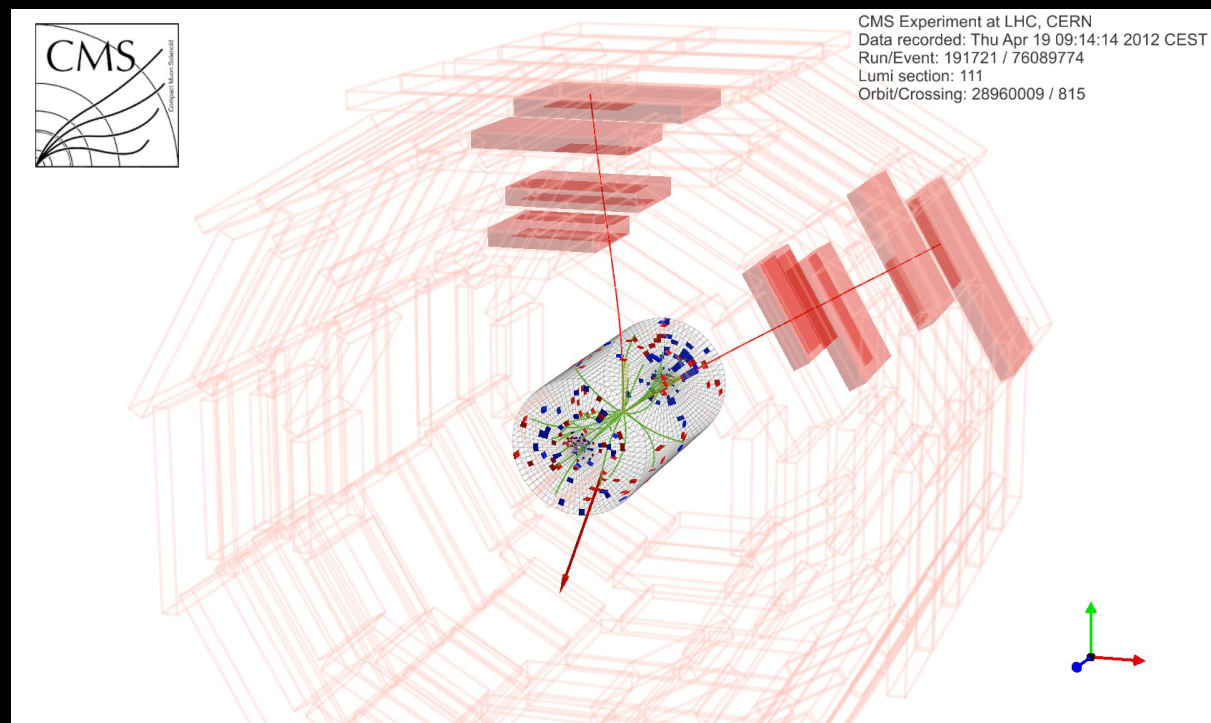 CMS
Compact Muon Solenoid
CMS Experiment at LHC, CERN
Data recorded: Thu Apr 19 09:14:14 2012 CEST
Run/Event: 191721 / 76089774
Lumi section: 111
Orbit/Crossing: 28960009 / 815